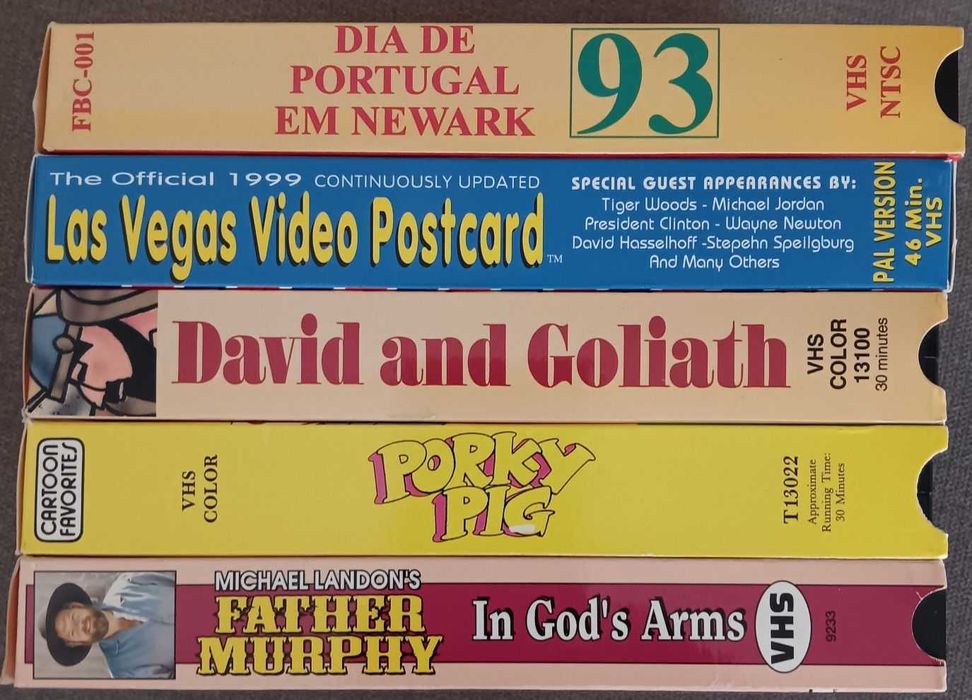 FBC-001
DIA DE
PORTUGAL
EM NEWARK
93
VHS
NTSC
The Official 1999 CONTINUOUSLY UPDATED
Las Vegas Video Postcard™
SPECIAL GUEST APPEARANCES BY:
Tiger Woods - Michael Jordan
President Clinton - Wayne Newton
David Hasselhoff -Stepehn Speilgburg
And Many Others
PAL VERSION
46 Min.
VHS
David and Goliath
VHS
COLOR
13100
30 minutes
CARTOON
FAVORITES
VHS
COLOR
PORKY
PIG
T13022
Approximate
Running Time:
30 Minutes
MICHAEL LANDON'S
FATHER
MURPHY
In God's Arms
VHS
9233